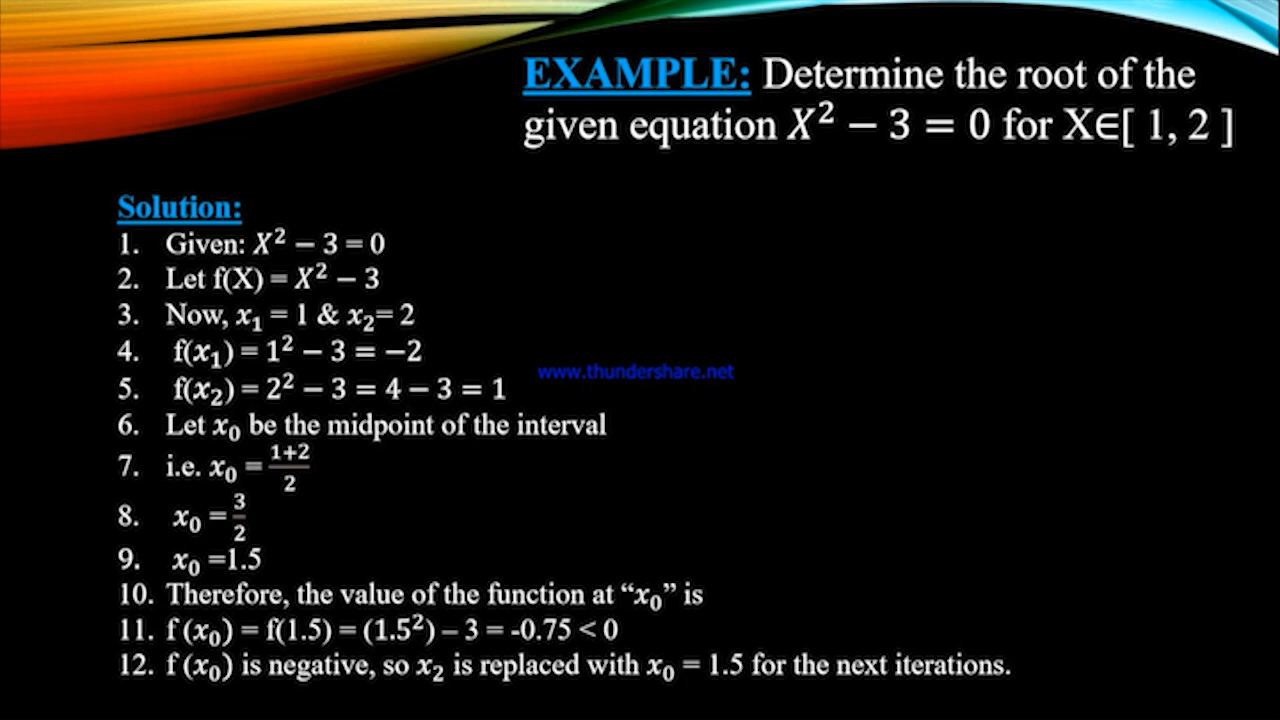 EXAMPLE: Determine the root of the
given equation X² − 3 = 0 for X∈[ 1, 2 ]
Solution:
1. Given: X² − 3 = 0
2. Let f(X) = X² − 3
3. Now, x₁ = 1 & x₂= 2
4. f(x₁) = 1² − 3 = −2
www.thundershare.net
5. f(x₂) = 2² − 3 = 4 − 3 = 1
6. Let x₀ be the midpoint of the interval
7. i.e. x₀ = (1+2)/2
8. x₀ = 3/2
9. x₀ =1.5
10. Therefore, the value of the function at “x₀” is
11. f (x₀) = f(1.5) = (1.5²) – 3 = -0.75 < 0
12. f (x₀) is negative, so x₂ is replaced with x₀ = 1.5 for the next iterations.